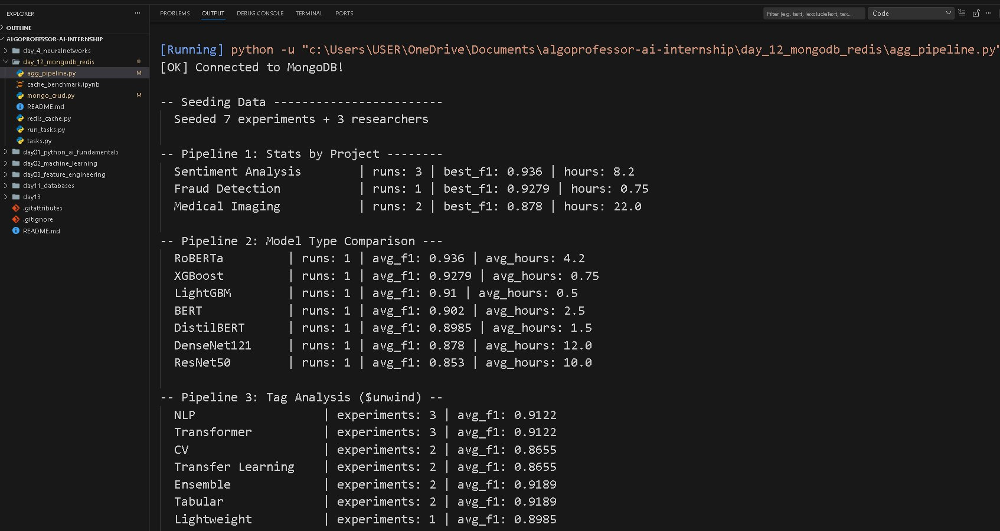 EXPLORER
OUTLINE
ALGOPROFESSOR-AI-INTERNSHIP
day_4_neuralnetworks
day_12_mongodb_redis
agg_pipeline.py M
cache_benchmark.ipynb
mongo_crud.py M
README.md
redis_cache.py
run_tasks.py
tasks.py
day01_python_ai_fundamentals
day02_machine_learning
day03_feature_engineering
day11_databases
day13
.gitattributes
.gitignore
README.md
PROBLEMS OUTPUT DEBUG CONSOLE TERMINAL PORTS
Filter (e.g. text, !excludeText, tex... Code
[Running] python -u "c:\Users\USER\OneDrive\Documents\algoprofessor-ai-internship\day_12_mongodb_redis\agg_pipeline.py"
[OK] Connected to MongoDB!
-- Seeding Data ------------------------
Seeded 7 experiments + 3 researchers
-- Pipeline 1: Stats by Project --------
Sentiment Analysis | runs: 3 | best_f1: 0.936 | hours: 8.2
Fraud Detection | runs: 1 | best_f1: 0.9279 | hours: 0.75
Medical Imaging | runs: 2 | best_f1: 0.878 | hours: 22.0
-- Pipeline 2: Model Type Comparison ---
RoBERTa | runs: 1 | avg_f1: 0.936 | avg_hours: 4.2
XGBoost | runs: 1 | avg_f1: 0.9279 | avg_hours: 0.75
LightGBM | runs: 1 | avg_f1: 0.91 | avg_hours: 0.5
BERT | runs: 1 | avg_f1: 0.902 | avg_hours: 2.5
DistilBERT | runs: 1 | avg_f1: 0.8985 | avg_hours: 1.5
DenseNet121 | runs: 1 | avg_f1: 0.878 | avg_hours: 12.0
ResNet50 | runs: 1 | avg_f1: 0.853 | avg_hours: 10.0
-- Pipeline 3: Tag Analysis ($unwind) --
NLP | experiments: 3 | avg_f1: 0.9122
Transformer | experiments: 3 | avg_f1: 0.9122
CV | experiments: 2 | avg_f1: 0.8655
Transfer Learning | experiments: 2 | avg_f1: 0.8655
Ensemble | experiments: 2 | avg_f1: 0.9189
Tabular | experiments: 2 | avg_f1: 0.9189
Lightweight | experiments: 1 | avg_f1: 0.8985